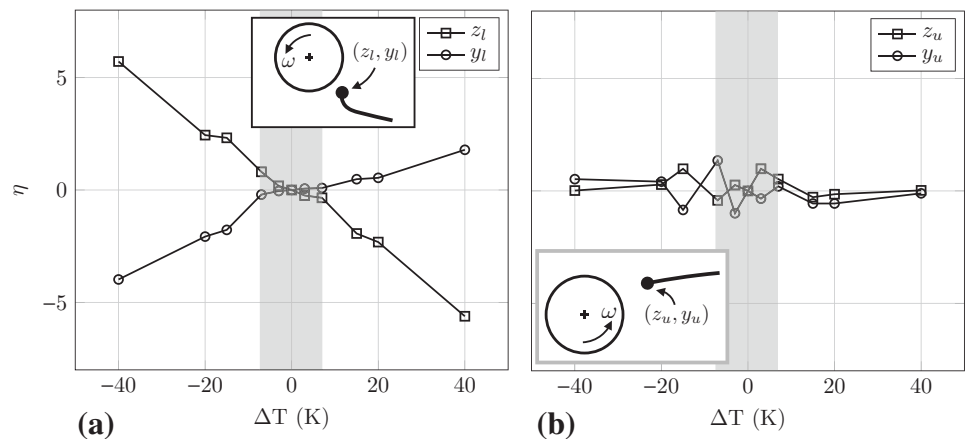 η
5
0
−5
−40
−20
0
20
40
ΔT (K)
(a)
ω
(z_l, y_l)
z_l
y_l
−40
−20
0
20
40
ΔT (K)
(b)
ω
(z_u, y_u)
z_u
y_u